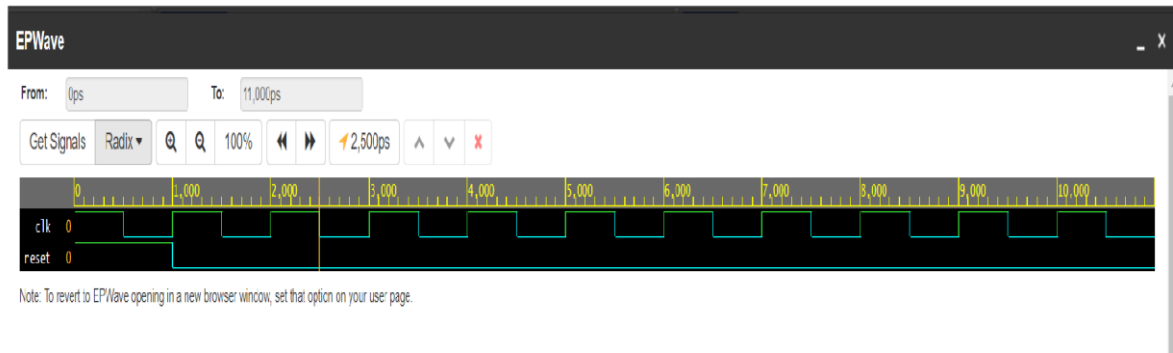 EPWave
From: 0ps To: 11,000ps
Get Signals Radix 100% 2,500ps
0 1,000 2,000 3,000 4,000 5,000 6,000 7,000 8,000 9,000 10,000
clk 0
reset 0
Note: To revert to EPWave opening in a new browser window, set that option on your user page.